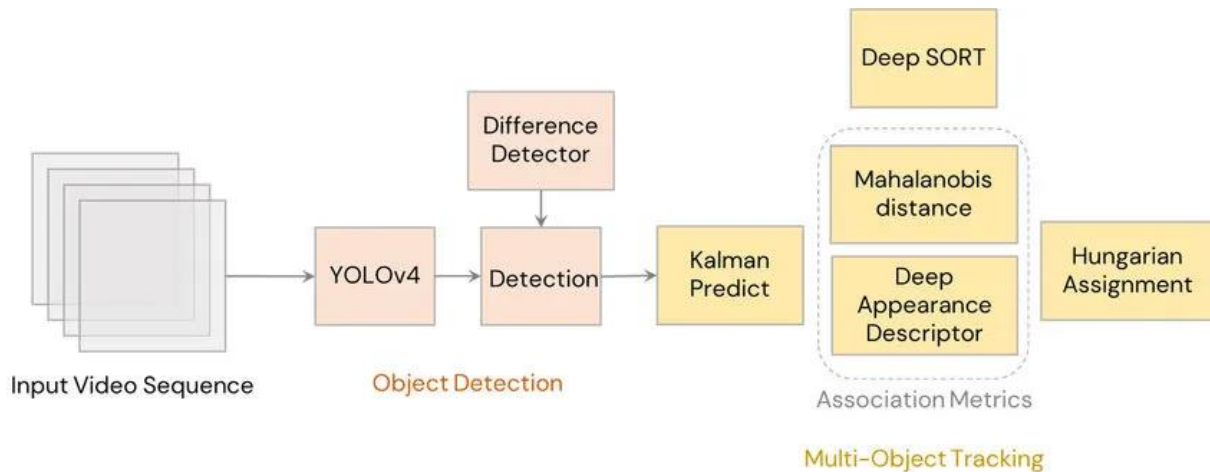 Deep SORT
Difference
Detector
Mahalanobis
distance
YOLOv4
Detection
Kalman
Predict
Deep
Appearance
Descriptor
Hungarian
Assignment
Input Video Sequence
Object Detection
Association Metrics
Multi-Object Tracking